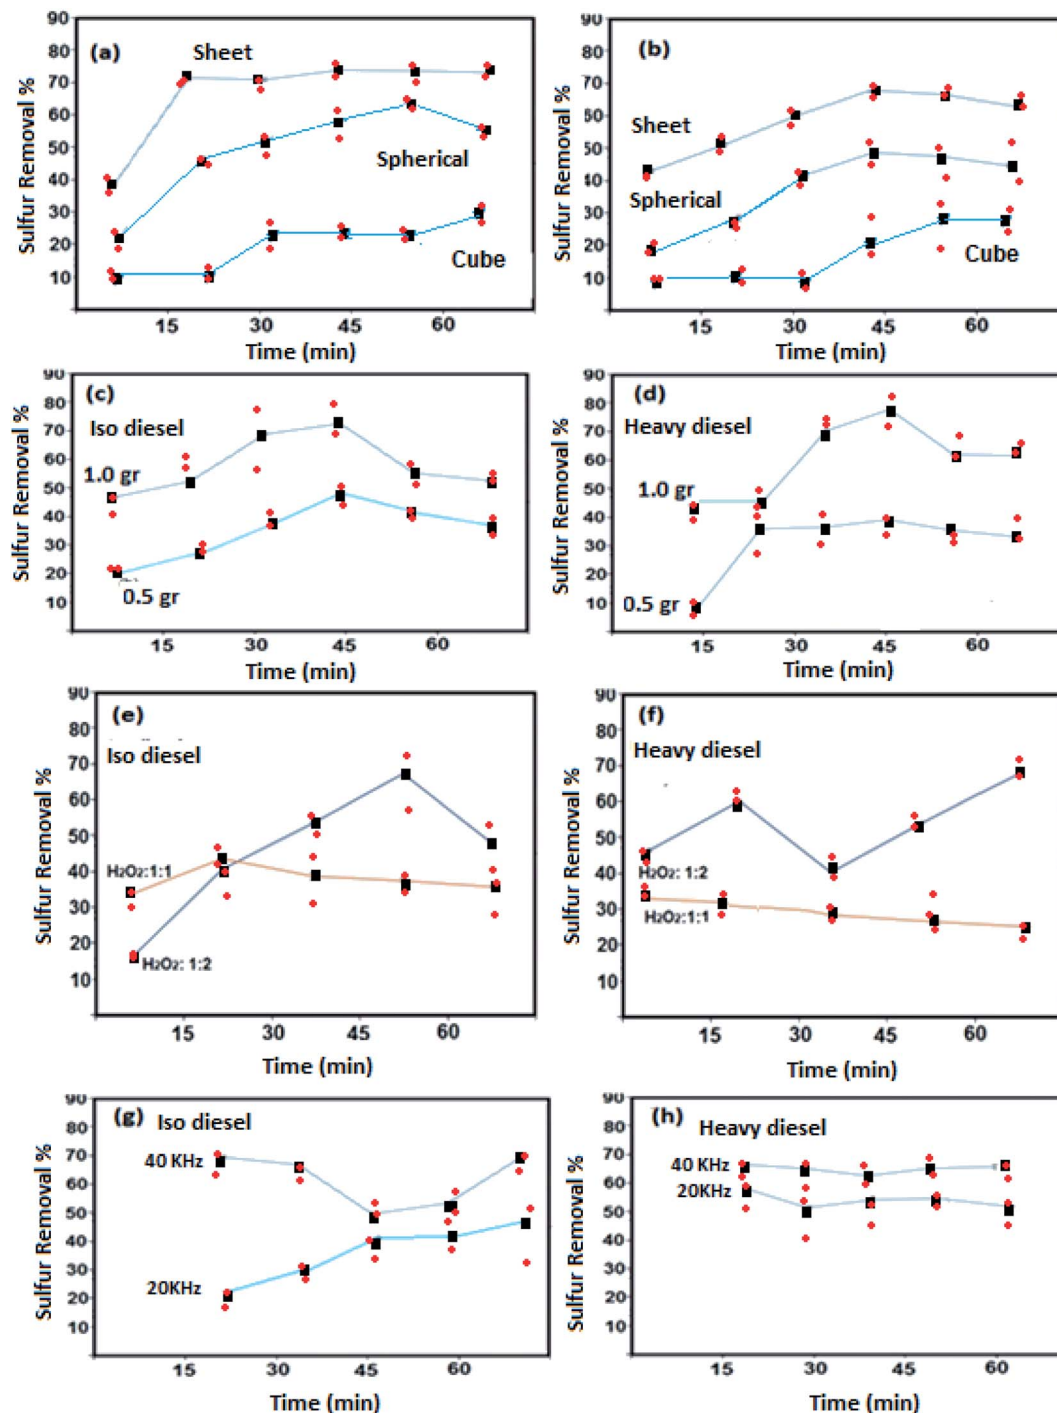 90
80
70
60
50
40
30
20
10
Sulfur Removal %
(a)
Sheet
Spherical
Cube
15 30 45 60
Time (min)
80
70
60
50
40
30
20
10
Sulfur Removal %
(b)
Sheet
Spherical
Cube
15 30 45 60
Time (min)
90
80
70
60
50
40
30
20
10
Sulfur Removal %
(c)
Iso diesel
1.0 gr
0.5 gr
15 30 45 60
Time (min)
90
80
70
60
50
40
30
20
10
Sulfur Removal %
(d)
Heavy diesel
1.0 gr
0.5 gr
30 45 60
Time (min)
90
80
70
60
50
40
30
20
10
Sulfur Removal %
(e)
Iso diesel
H₂O₂:1:1
H₂O₂: 1:2
15 30 45 60
Time (min)
90
80
70
60
50
40
30
20
10
Sulfur Removal %
(f)
Heavy diesel
H₂O₂: 1:2
H₂O₂:1:1
15 30 45 60
Time (min)
90
80
70
60
50
40
30
20
10
Sulfur Removal %
(g)
Iso diesel
40 KHz
20KHz
15 30 45 60
Time (min)
90
80
70
60
50
40
30
20
10
Sulfur Removal %
(h)
Heavy diesel
40 KHz
20KHz
15 30 45 60
Time (min)